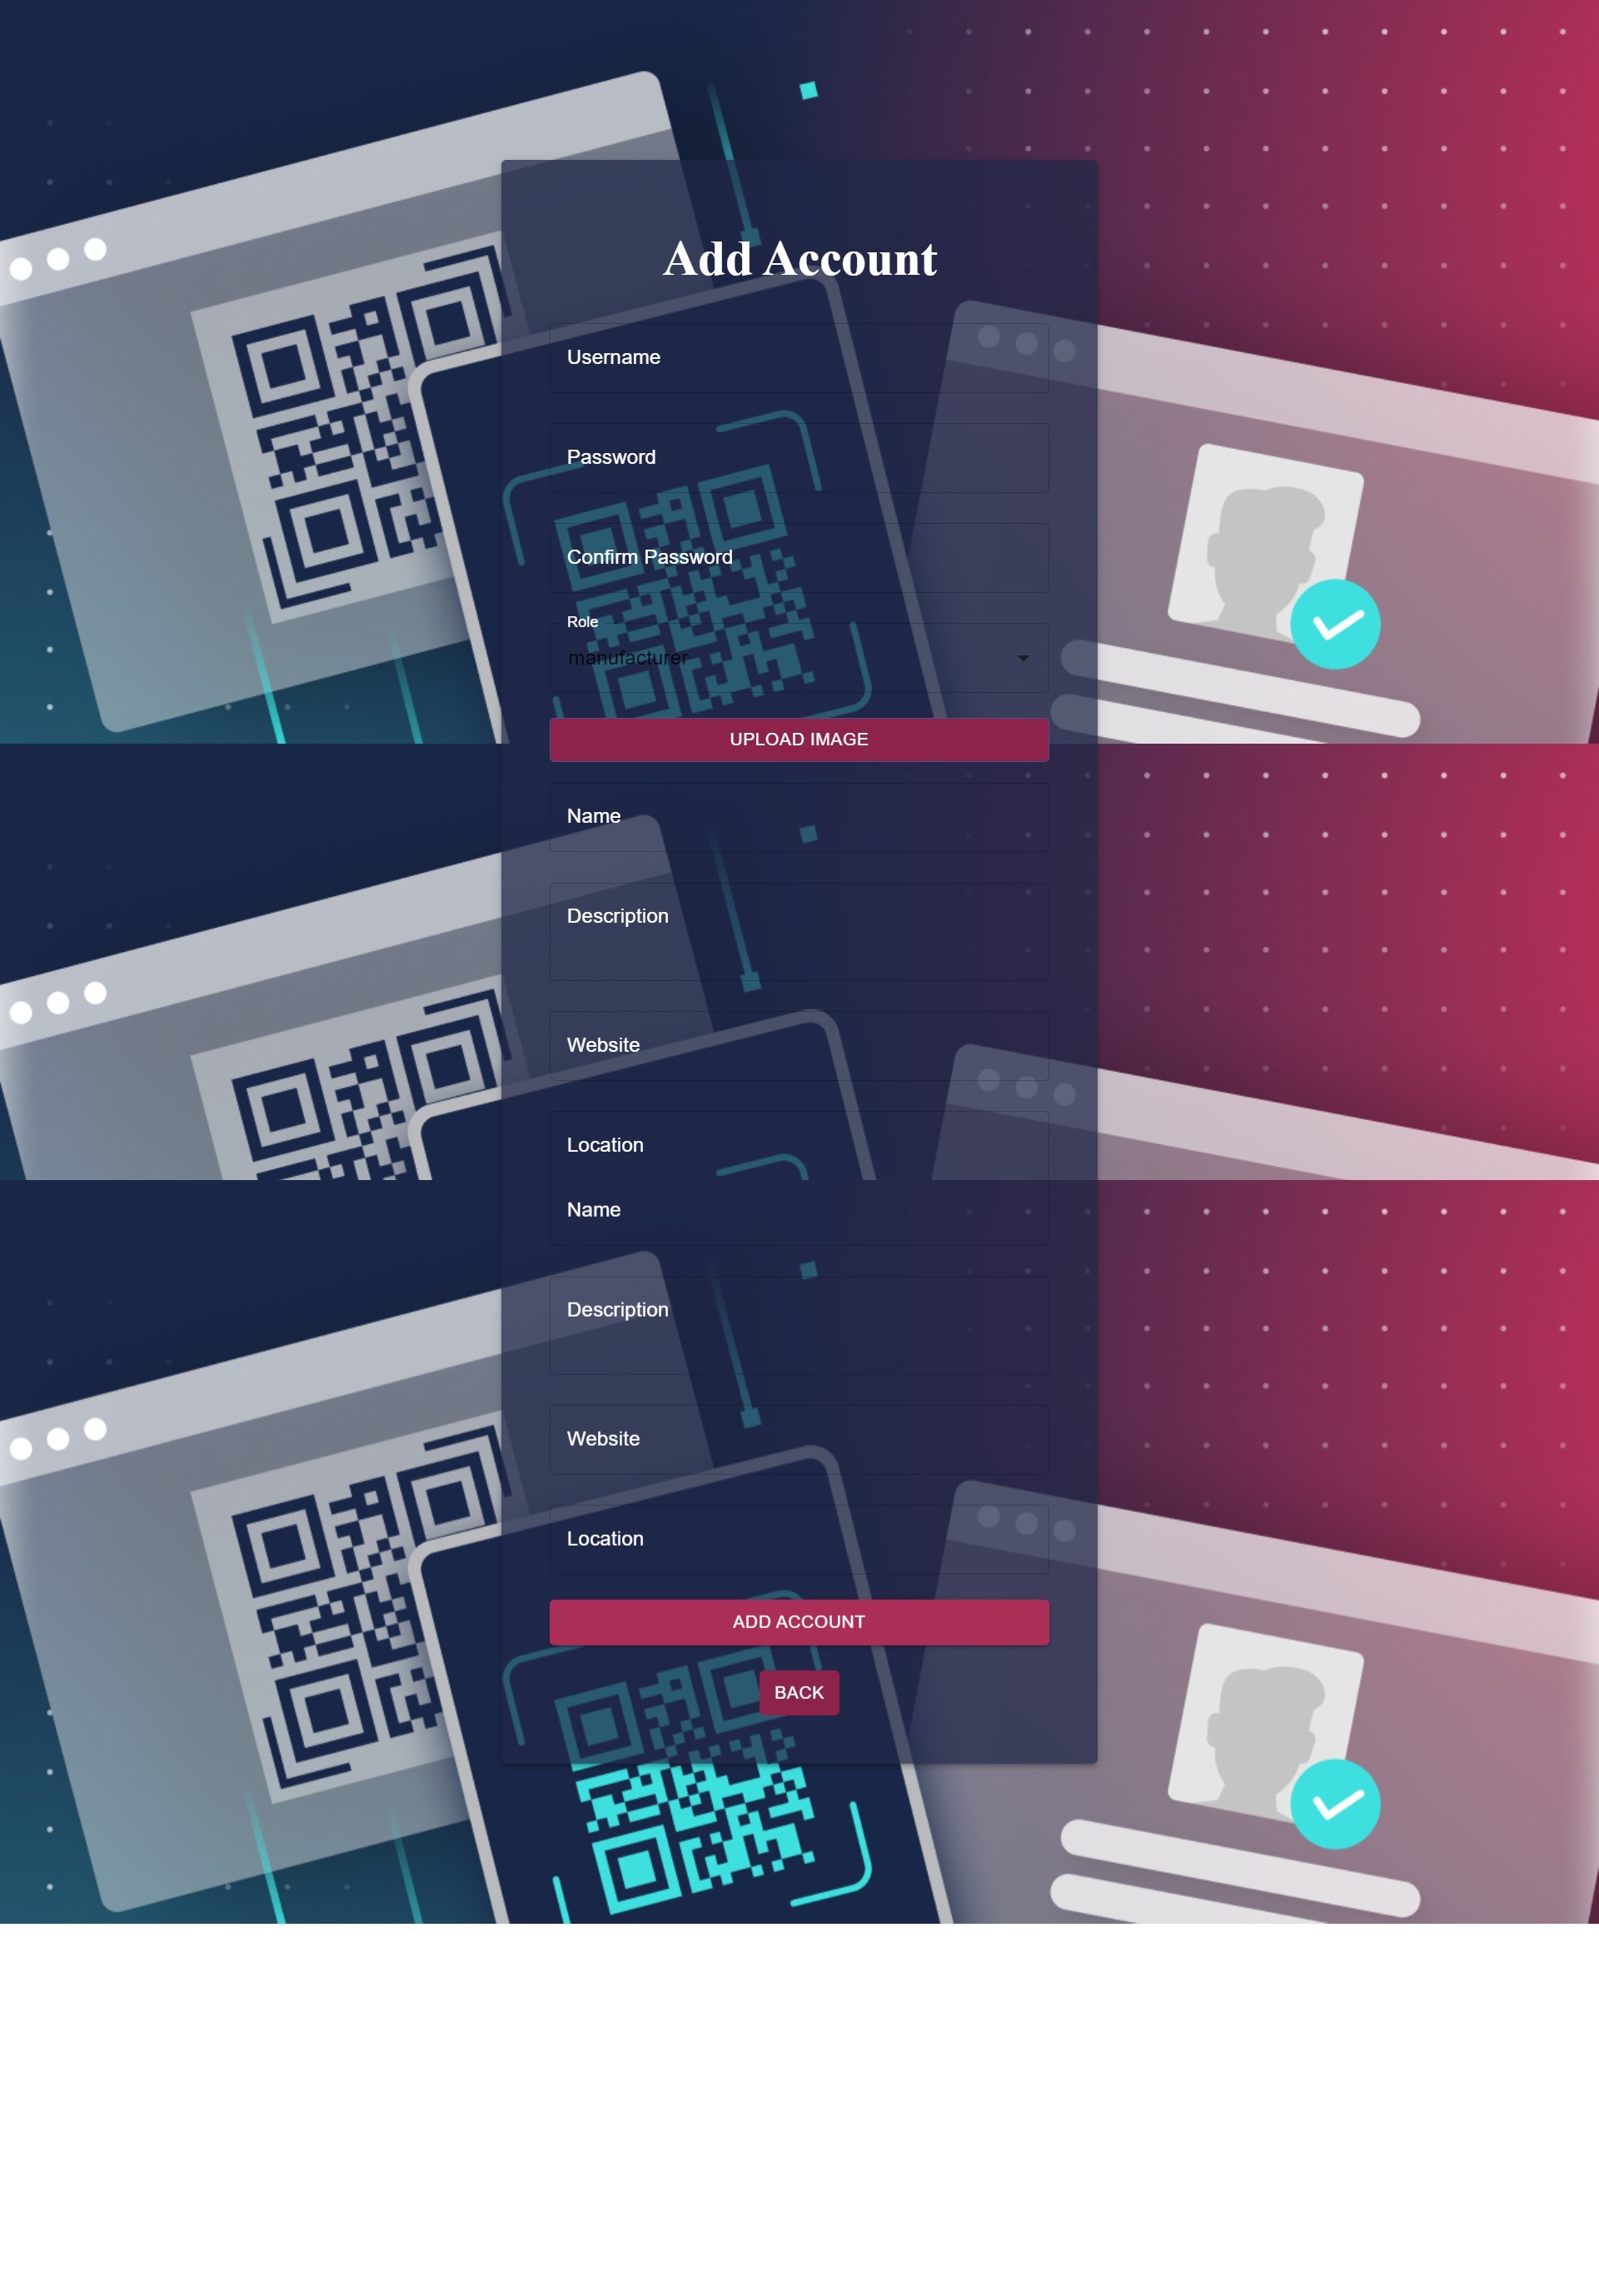 Add Account
Username
Password
Confirm Password
Role
manufacturer
UPLOAD IMAGE
Name
Description
Website
Location
Name
Description
Website
Location
ADD ACCOUNT
BACK